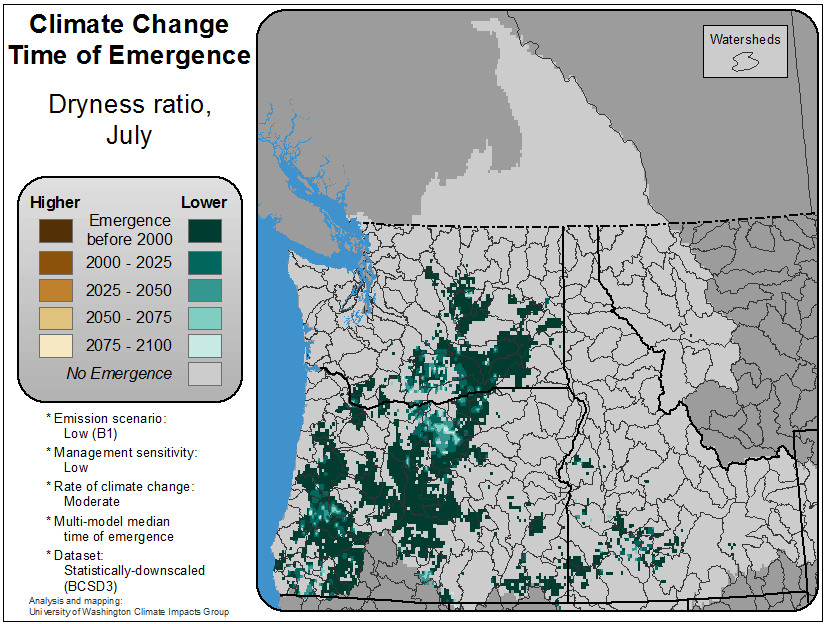 Climate Change
Time of Emergence
Dryness ratio,
July
Higher
Lower
Emergence
before 2000
2000 - 2025
2025 - 2050
2050 - 2075
2075 - 2100
No Emergence
* Emission scenario:
Low (B1)
* Management sensitivity:
Low
* Rate of climate change:
Moderate
* Multi-model median
time of emergence
* Dataset:
Statistically-downscaled
(BCSD3)
Analysis and mapping:
University of Washington Climate Impacts Group
Watersheds